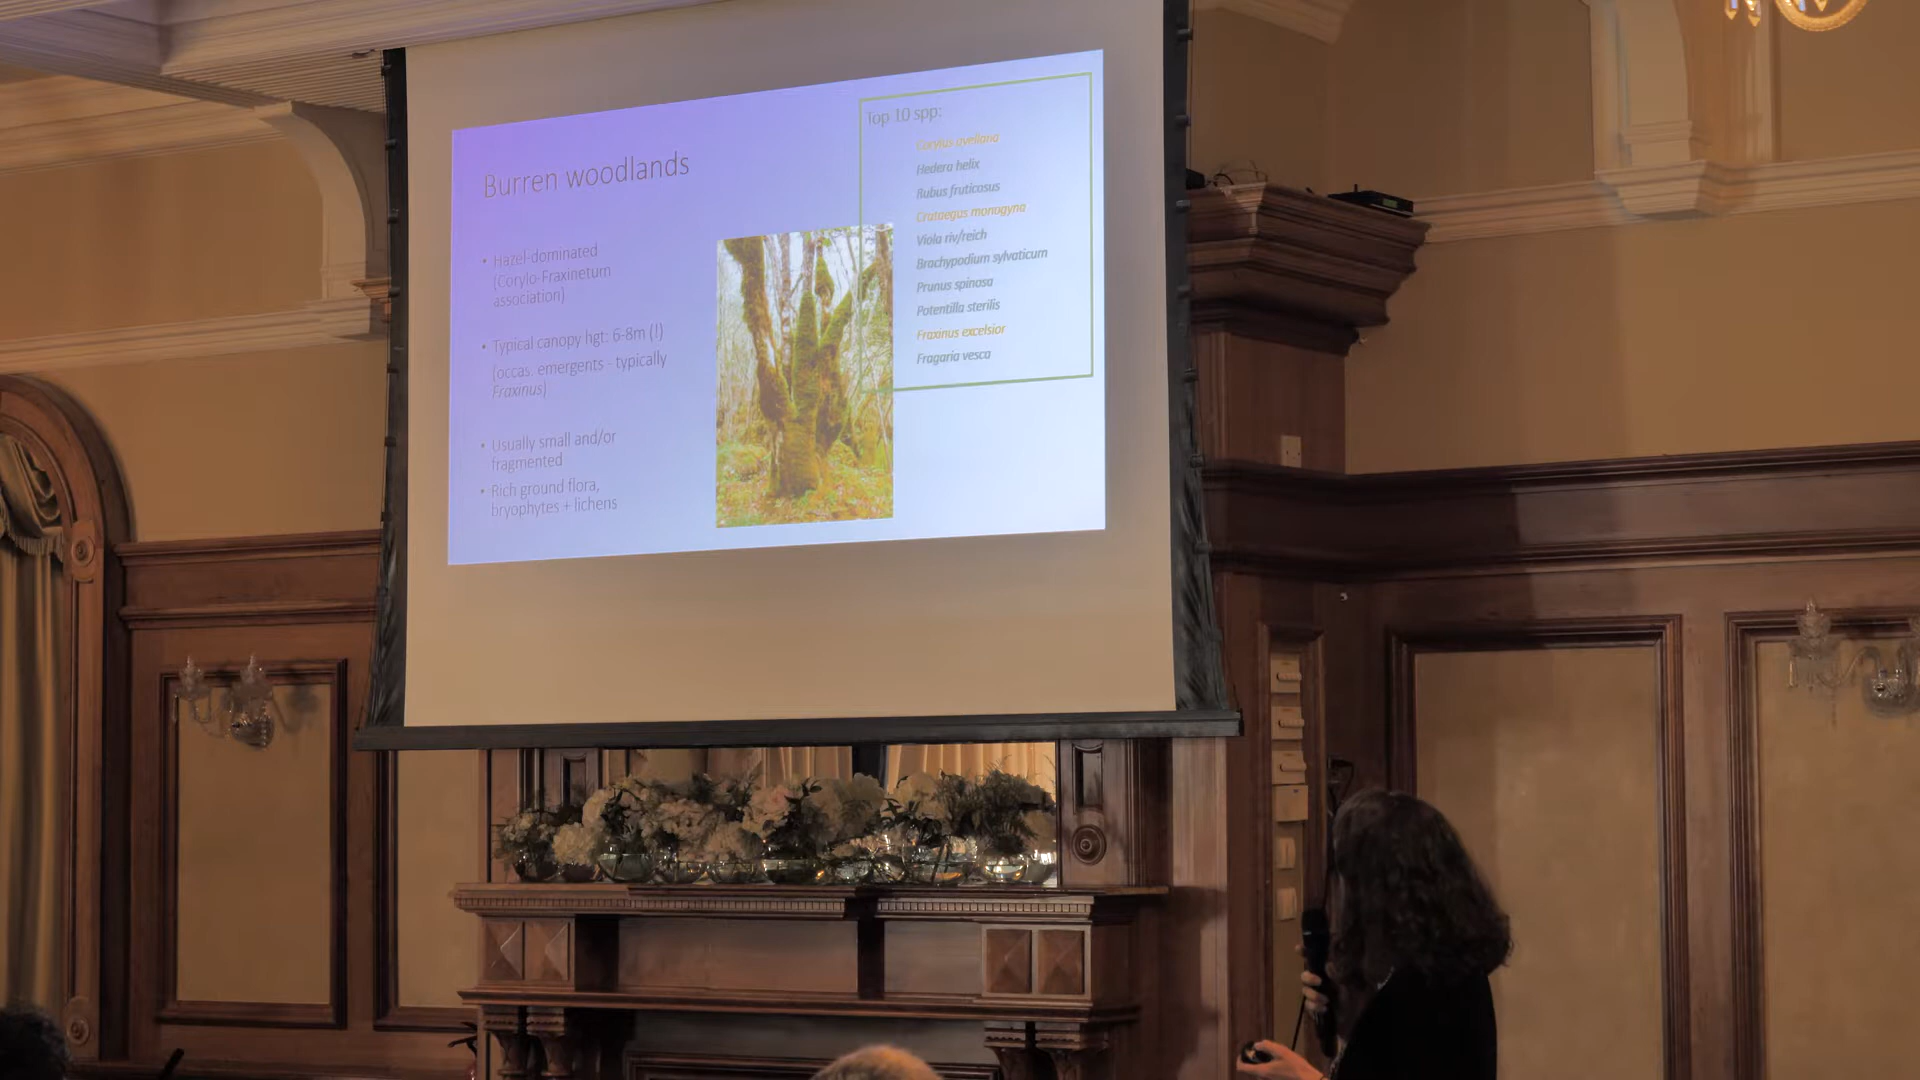 Burren woodlands
• Hazel-dominated
(Corylo-Fraxinetum
association)
• Typical canopy hgt: 6-8m (!)
(occas. emergents - typically
Fraxinus)
• Usually small and/or
fragmented
• Rich ground flora,
bryophytes + lichens
Top 10 spp:
Corylus avellana
Hedera helix
Rubus fruticosus
Crataegus monogyna
Viola riv/reich
Brachypodium sylvaticum
Prunus spinosa
Potentilla sterilis
Fraxinus excelsior
Fragaria vesca